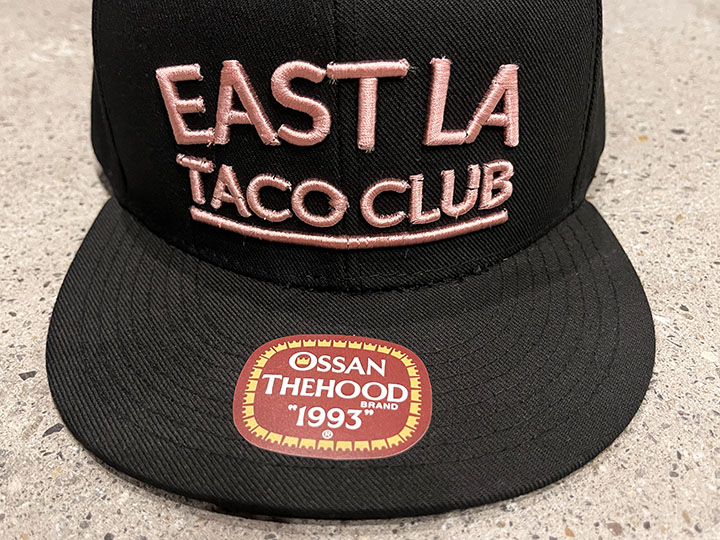 EAST LA
TACO CLUB
OSSAN
THEHOOD
BRAND
"1993"
®